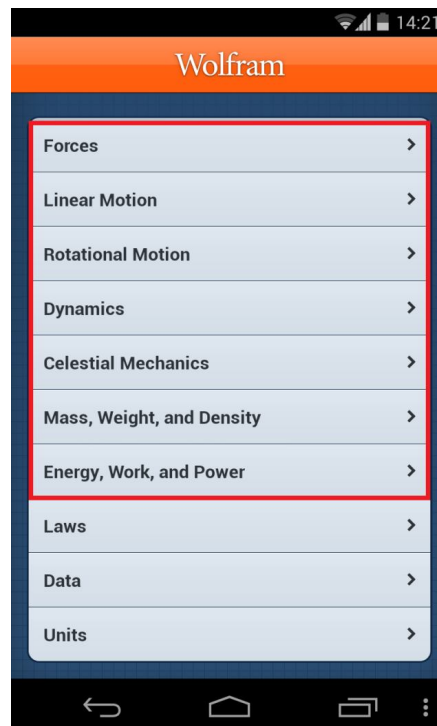 14:21
Wolfram
Forces
Linear Motion
Rotational Motion
Dynamics
Celestial Mechanics
Mass, Weight, and Density
Energy, Work, and Power
Laws
Data
Units